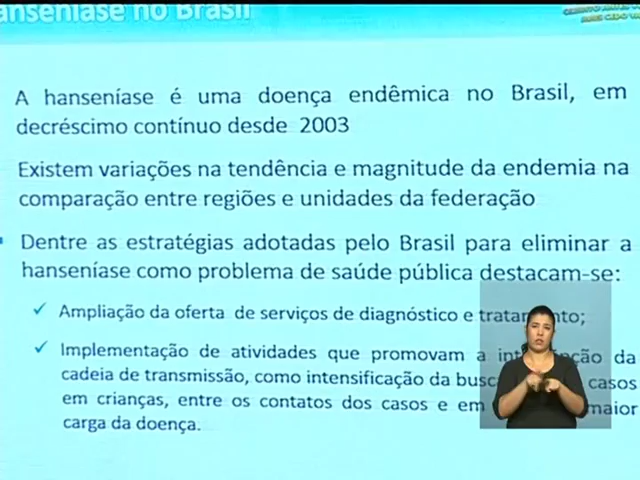 anseníase no Brasil
A hanseníase é uma doença endêmica no Brasil, em
decréscimo contínuo desde 2003
Existem variações na tendência e magnitude da endemia na
comparação entre regiões e unidades da federação
Dentre as estratégias adotadas pelo Brasil para eliminar a
hanseníase como problema de saúde pública destacam-se:
Ampliação da oferta de serviços de diagnóstico e tratamento;
Implementação de atividades que promovam a da
cadeia de transmissão, como intensificação da casos
em crianças, entre os contatos dos casos e em maior
carga da doença.